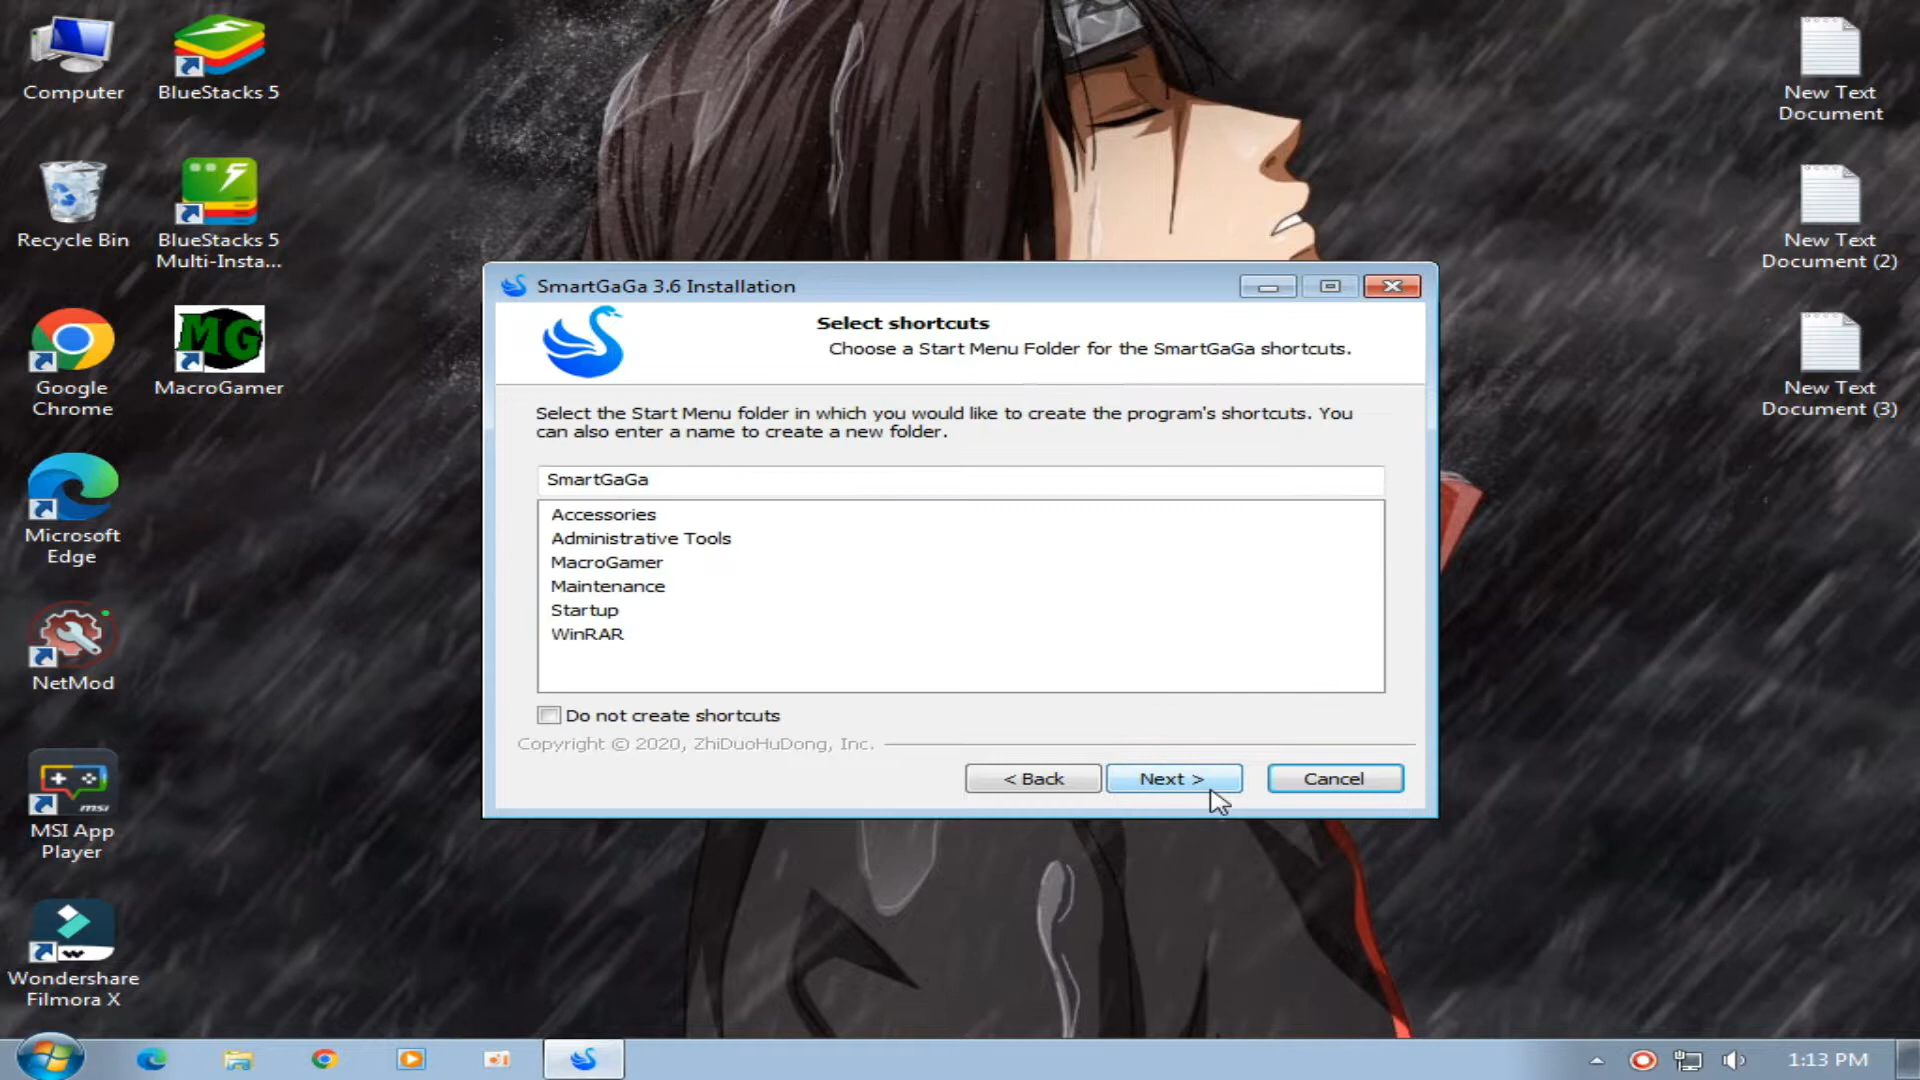 Computer
BlueStacks 5
Recycle Bin
BlueStacks 5
Multi-Insta...
Google
Chrome
MG
MacroGamer
Microsoft
Edge
NetMod
msi
MSI App
Player
Wondershare
Filmora X
New Text
Document
New Text
Document (2)
New Text
Document (3)
SmartGaGa 3.6 Installation
Select shortcuts
Choose a Start Menu Folder for the SmartGaGa shortcuts.
Select the Start Menu folder in which you would like to create the program's shortcuts. You
can also enter a name to create a new folder.
SmartGaGa
Accessories
Administrative Tools
MacroGamer
Maintenance
Startup
WinRAR
Do not create shortcuts
Copyright © 2020, ZhiDuoHuDong, Inc.
< Back
Next >
Cancel
1:13 PM